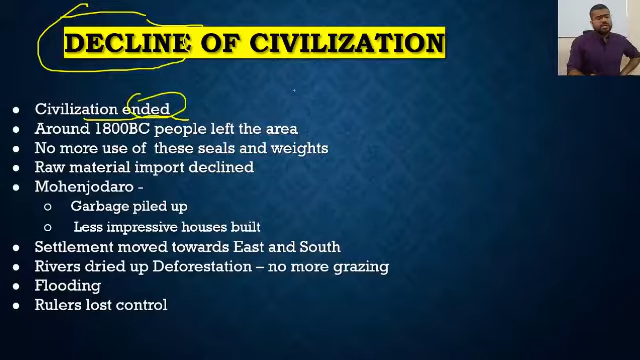 DECLINE OF CIVILIZATION
• Civilization ended
• Around 1800BC people left the area
• No more use of these seals and weights
• Raw material import declined
• Mohenjodaro -
o Garbage piled up
o Less impressive houses built
• Settlement moved towards East and South
• Rivers dried up Deforestation – no more grazing
• Flooding
• Rulers lost control